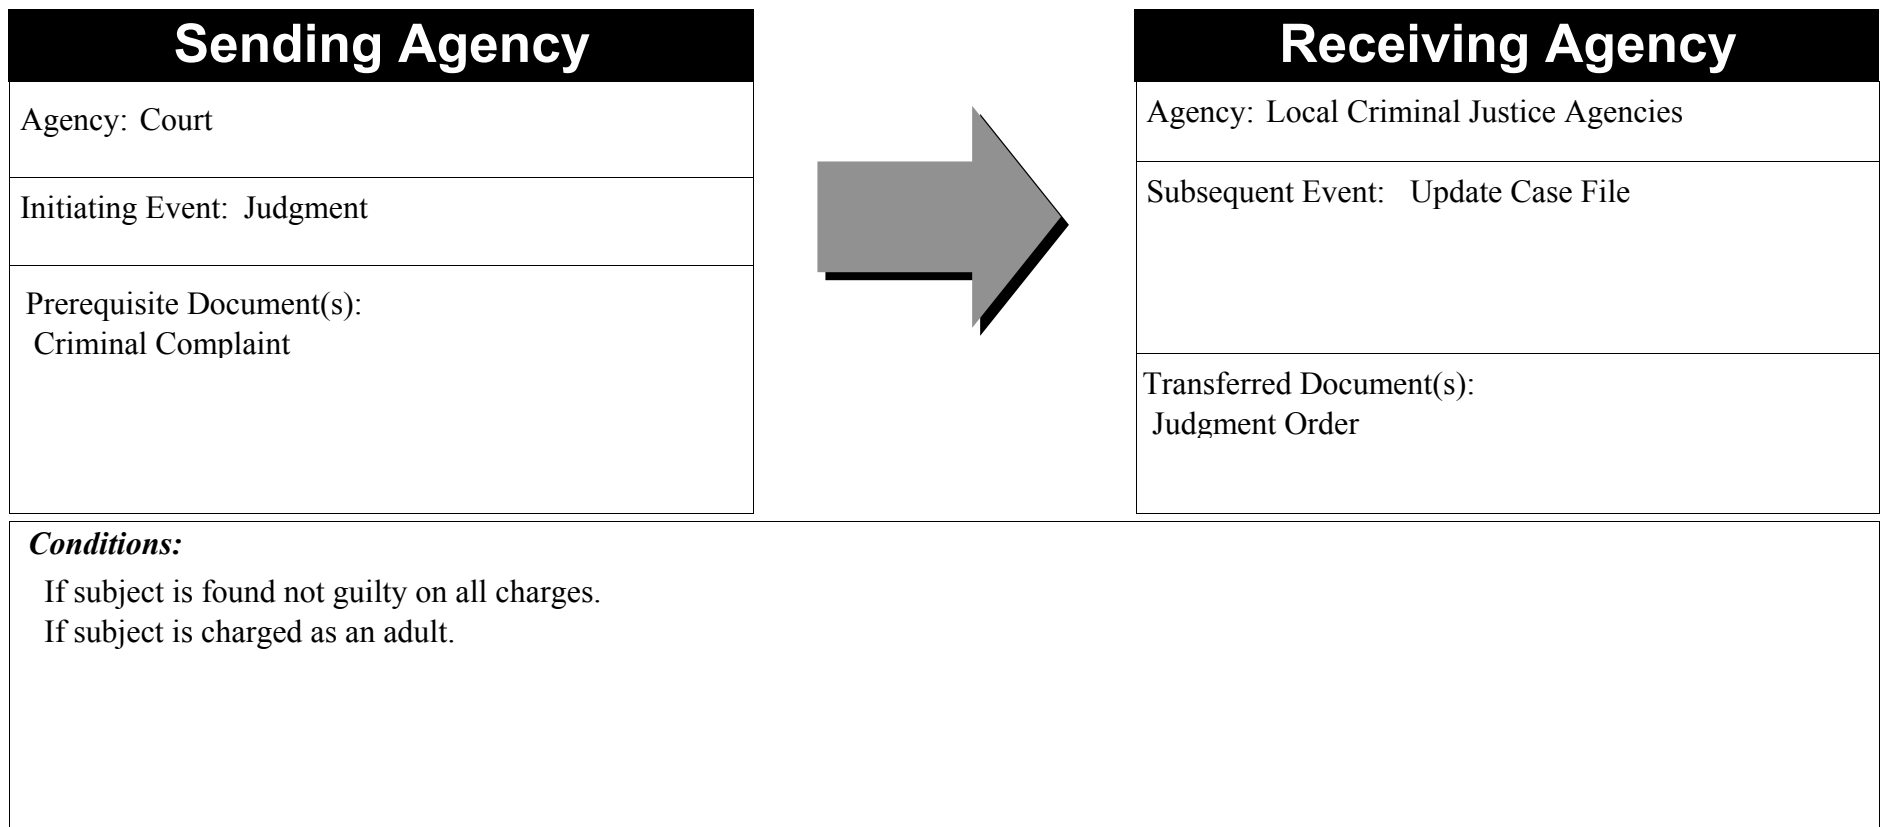 Sending Agency
Agency: Court
Initiating Event: Judgment
Prerequisite Document(s):
Criminal Complaint
Receiving Agency
Agency: Local Criminal Justice Agencies
Subsequent Event: Update Case File
Transferred Document(s):
Judgment Order
Conditions:
If subject is found not guilty on all charges.
If subject is charged as an adult.